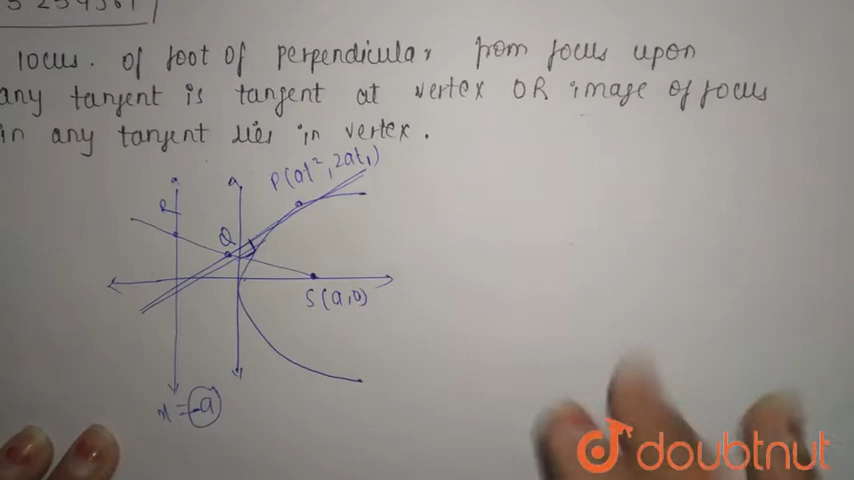 locus. of foot of perpendicular from focus upon
any tangent is tangent at vertex OR image of focus
in any tangent lies in vertex.
P(at², 2at₁)
R
Q
S(a,0)
x = -a
doubtnut